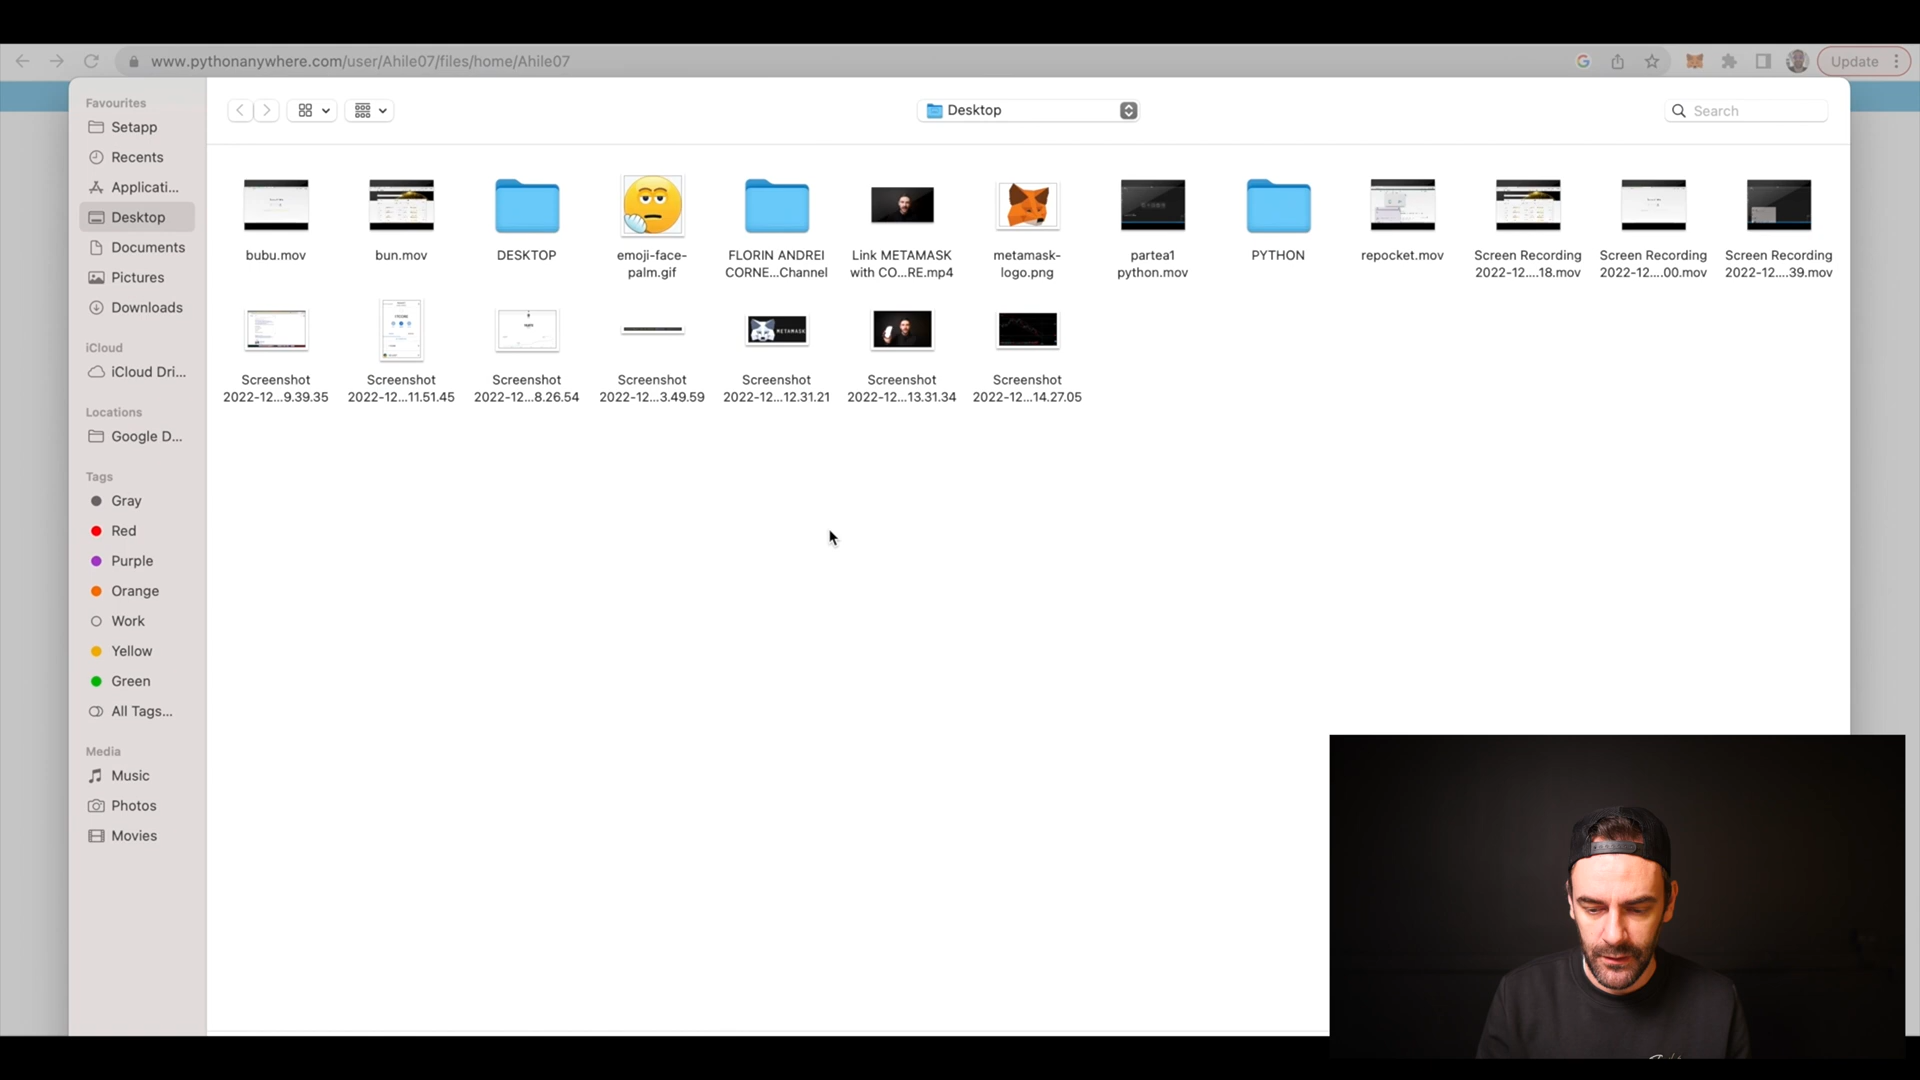 www.pythonanywhere.com/user/Ahile07/files/home/Ahile07
Update
Favourites
Setapp
Recents
Applicati...
Desktop
Documents
Pictures
Downloads
iCloud
iCloud Dri...
Locations
Google D...
Tags
Gray
Red
Purple
Orange
Work
Yellow
Green
All Tags...
Media
Music
Photos
Movies
Desktop
Search
bubu.mov
bun.mov
DESKTOP
emoji-face-
palm.gif
FLORIN ANDREI
CORNE...Channel
Link METAMASK
with CO...RE.mp4
metamask-
logo.png
partea1
python.mov
PYTHON
repocket.mov
Screen Recording
2022-12....18.mov
Screen Recording
2022-12....00.mov
Screen Recording
2022-12....39.mov
Screenshot
2022-12...9.39.35
Screenshot
2022-12...11.51.45
Screenshot
2022-12...8.26.54
Screenshot
2022-12...3.49.59
METAMASK
Screenshot
2022-12...12.31.21
Screenshot
2022-12...13.31.34
Screenshot
2022-12...14.27.05